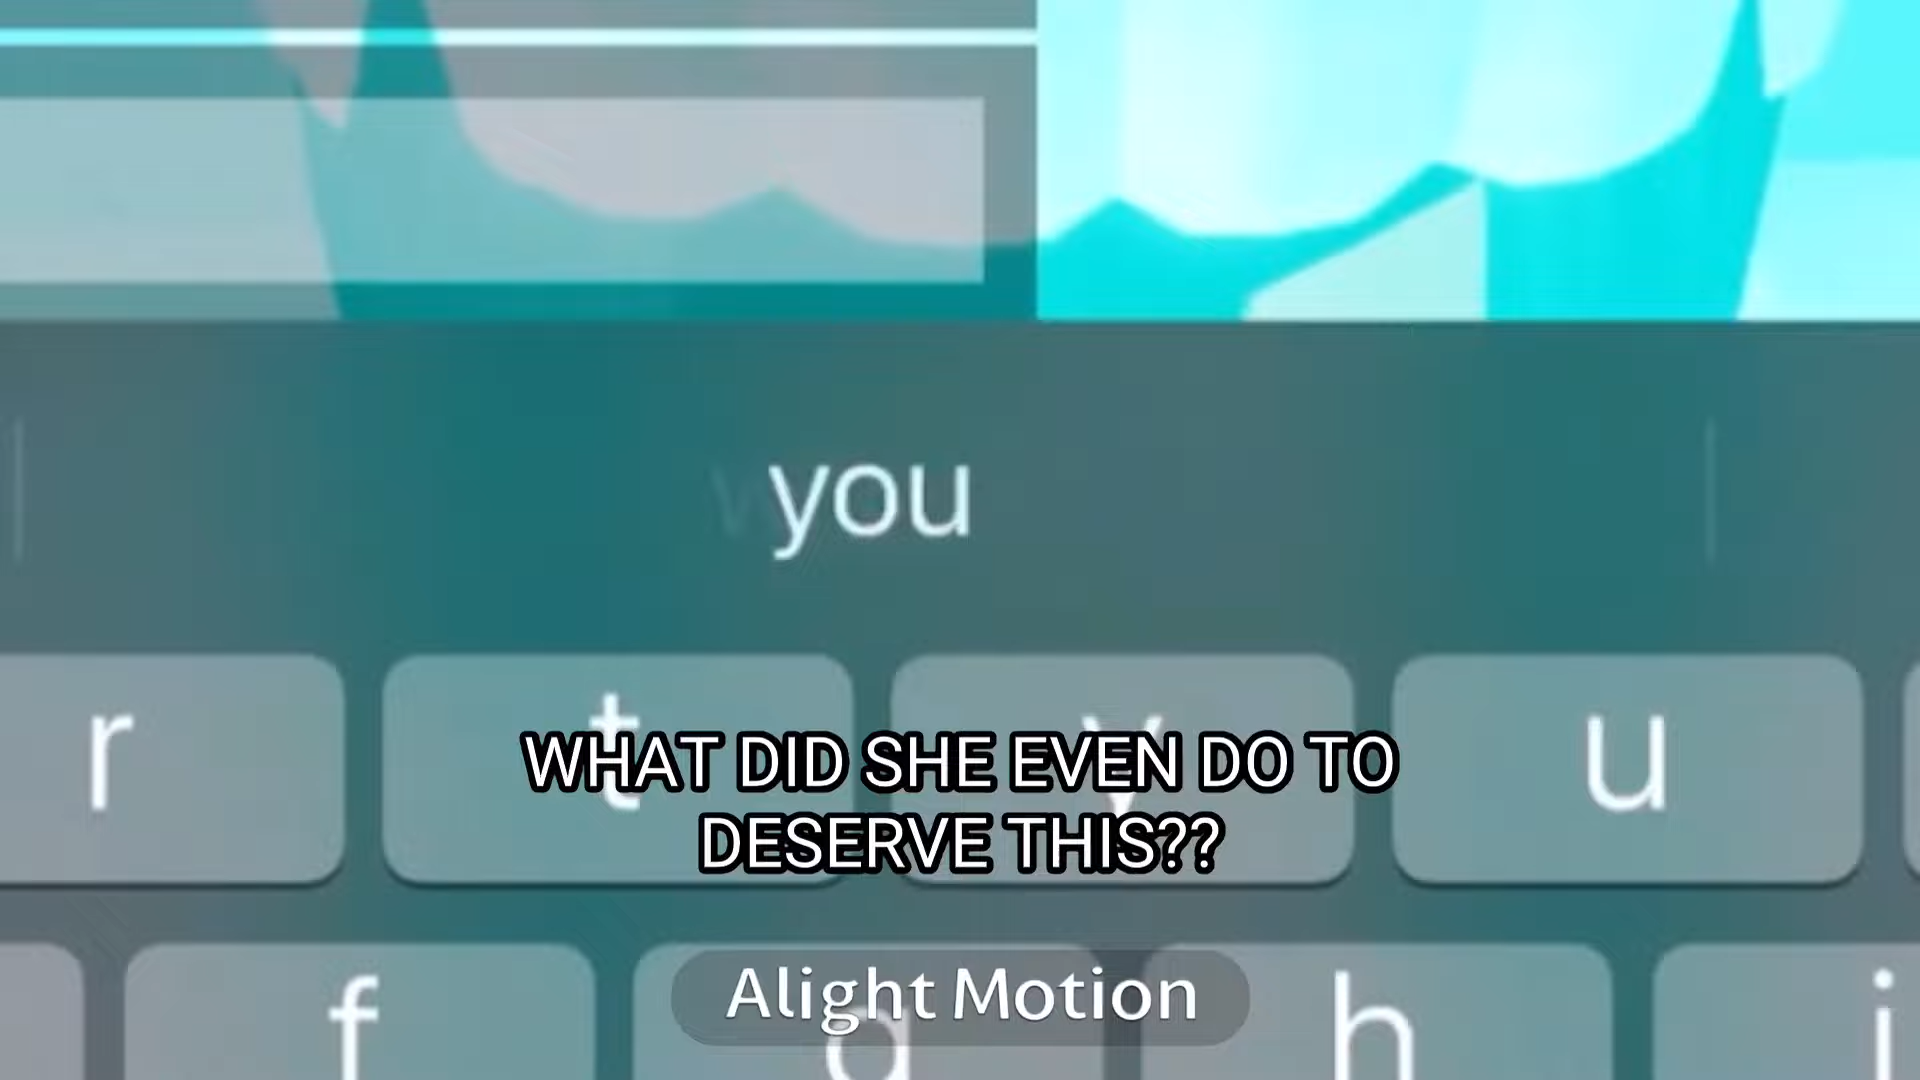 you
r t y u
WHAT DID SHE EVEN DO TO
DESERVE THIS??
f g h j
Alight Motion